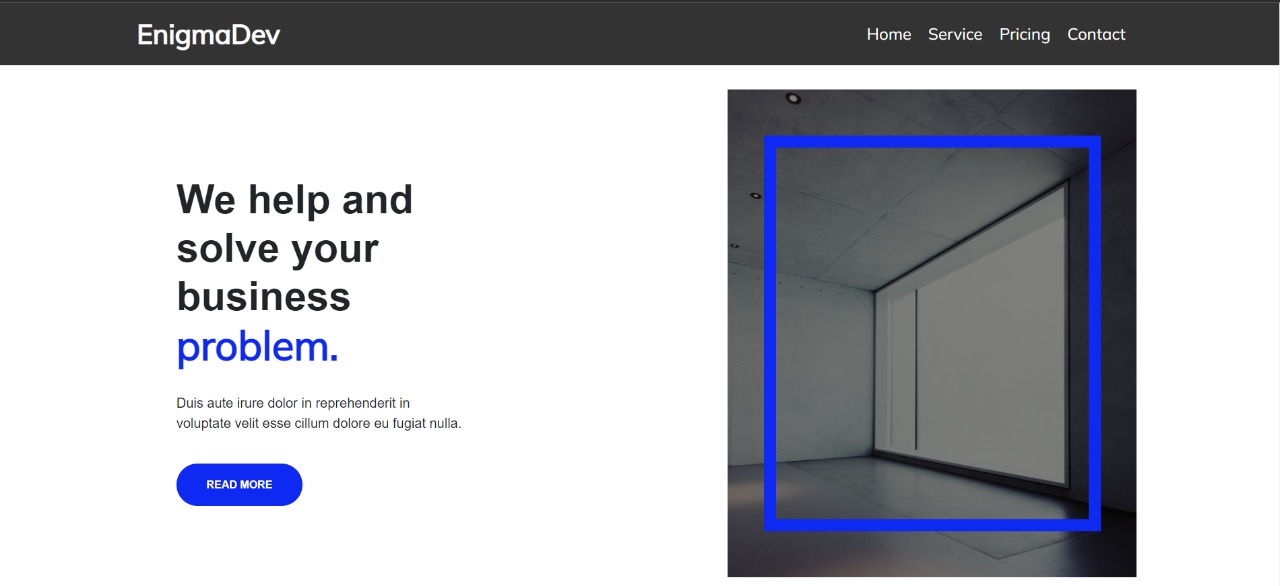 EnigmaDev
Home Service Pricing Contact
We help and
solve your
business
problem.
Duis aute irure dolor in reprehenderit in
voluptate velit esse cillum dolore eu fugiat nulla.
READ MORE